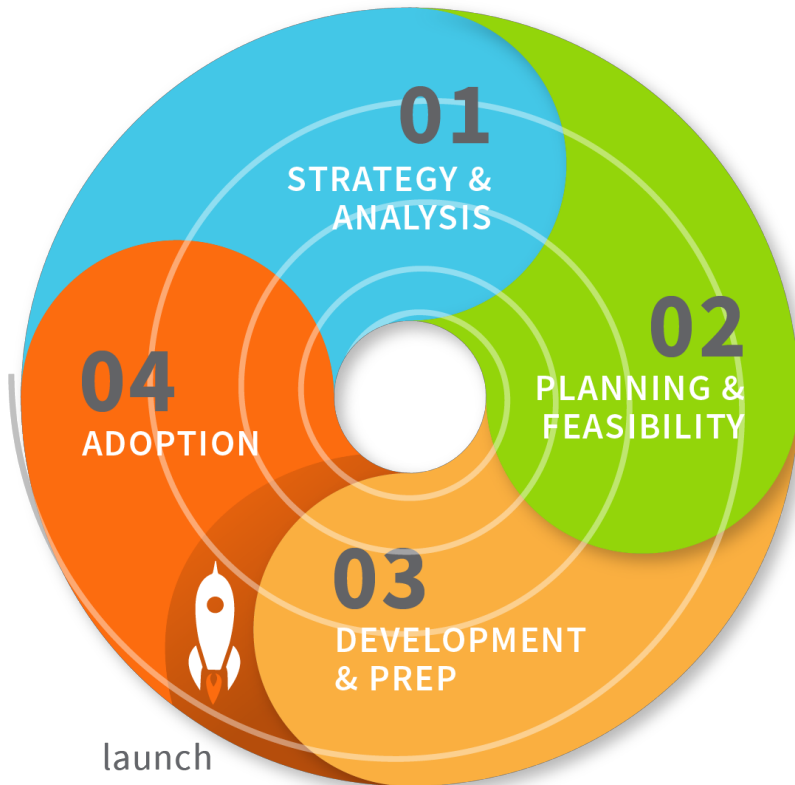 01
STRATEGY &
ANALYSIS
02
PLANNING &
FEASIBILITY
03
DEVELOPMENT
& PREP
04
ADOPTION
launch